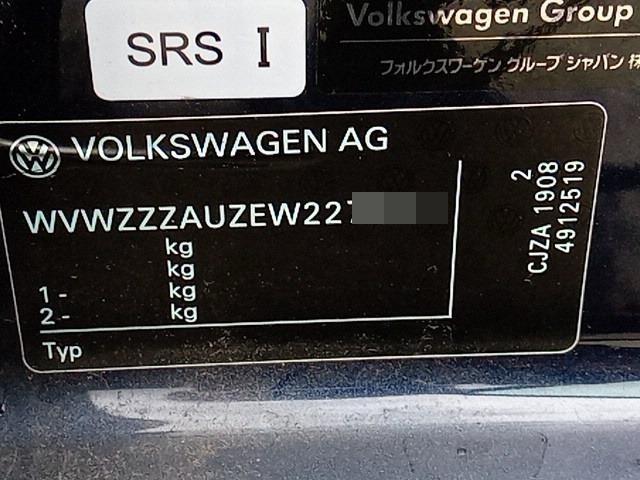 SRS I
Volkswagen Group
フォルクスワーゲン グループ ジャパン 株
VOLKSWAGEN AG
WVWZZZAUZEW22
kg
kg
1 - kg
2 - kg
Typ
2
CJZA 1908
4912519